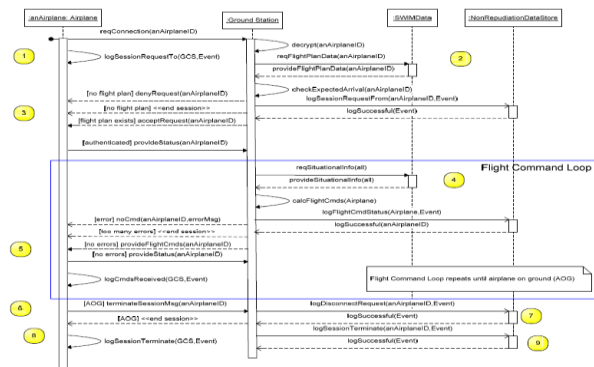 :anAirplane: Airplane
:Ground Station
:SWIMData
:NonRepudiationDataStore
reqConnection(anAirplaneID)
decrypt(anAirplaneID)
1
logSessionRequestTo(GCS,Event)
reqFlightPlanData(anAirplaneID)
2
provideFlightPlanData(anAirplaneID)
checkExpectedArrival(anAirplaneID)
[no flight plan] denyRequest(anAirplaneID)
logSessionRequestFrom(anAirplaneID,Event)
3
[no flight plan] <<end session>>
logSuccessful(Event)
[flight plan exists] acceptRequest(anAirplaneID)
[authenticated] provideStatus(anAirplaneID)
Flight Command Loop
reqSituationalInfo(all)
4
provideSituationalInfo(all)
calcFlightCmds(Airplane)
logFlightCmdStatus(Airplane,Event)
[error] noCmd(anAirplaneID,errorMsg)
logSuccessful(anAirplaneID)
[too many errors] <<end session>>
[no errors] provideFlightCmds(anAirplaneID)
5
[no errors] provideStatus(anAirplaneID)
logCmdsReceived(GCS,Event)
Flight Command Loop repeats until airplane on ground (AOG)
6
[AOG] terminateSessionMsg(anAirplaneID)
logDisconnectRequest(anAirplaneID,Event)
[AOG] <<end session>>
logSuccessful(Event)
7
logSessionTerminate(anAirplaneID,Event)
8
logSessionTerminate(GCS,Event)
logSuccessful(Event)
9